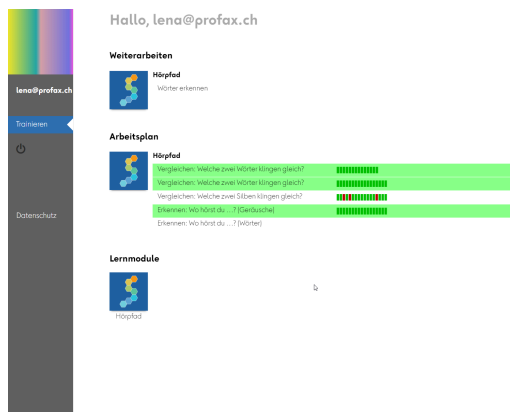 Hallo, lena@profax.ch
lena@profax.ch
Trainieren
Datenschutz
Weiterarbeiten
Hörpfad
Wörter erkennen
Arbeitsplan
Hörpfad
Vergleichen: Welche zwei Wörter klingen gleich?
Vergleichen: Welche zwei Wörter klingen gleich?
Vergleichen: Welche zwei Silben klingen gleich?
Erkennen: Wo hörst du ...? (Geräusche)
Erkennen: Wo hörst du ...? (Wörter)
Lernmodule
Hörpfad